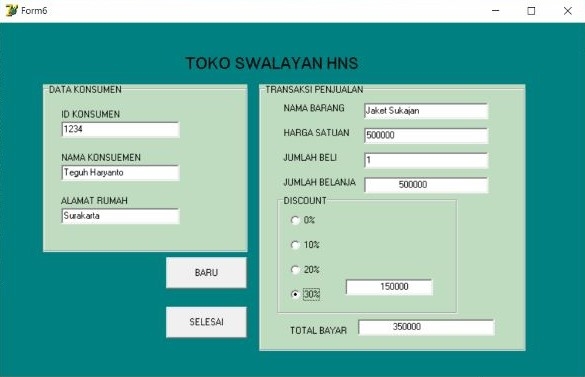 Form6
TOKO SWALAYAN HNS
DATA KONSUMEN
ID KONSUMEN
1234
NAMA KONSUEMEN
Teguh Haryanto
ALAMAT RUMAH
Surakarta
BARU
SELESAI
TRANSAKSI PENJUALAN
NAMA BARANG Jaket Sukajan
HARGA SATUAN 500000
JUMLAH BELI 1
JUMLAH BELANJA 500000
DISCOUNT
0%
10%
20%
30% 150000
TOTAL BAYAR 350000